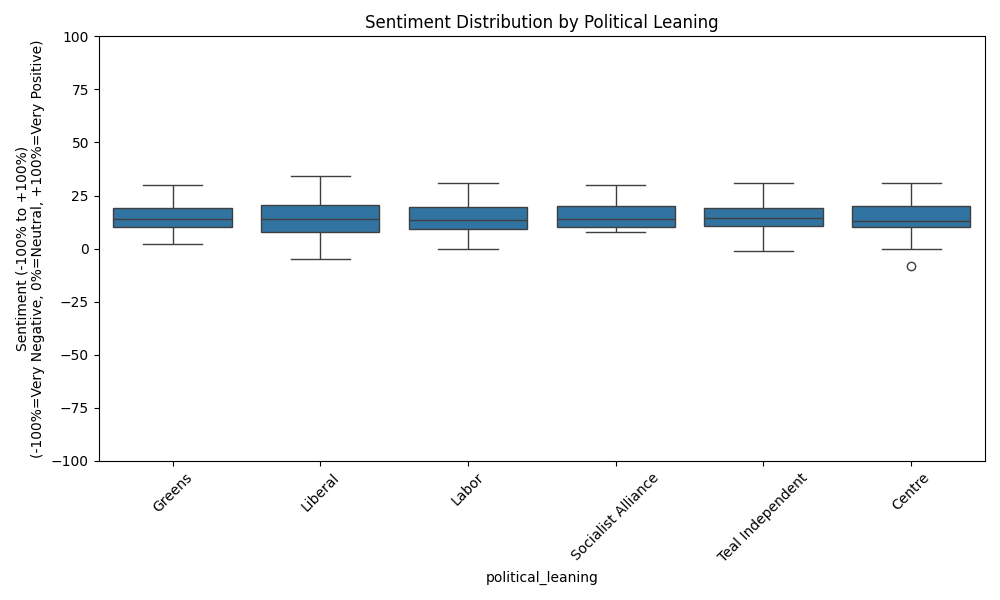 Sentiment Distribution by Political Leaning
Sentiment (-100% to +100%)
(-100%=Very Negative, 0%=Neutral, +100%=Very Positive)
100
75
50
25
0
−25
−50
−75
−100
Greens
Liberal
Labor
Socialist Alliance
Teal Independent
Centre
political_leaning